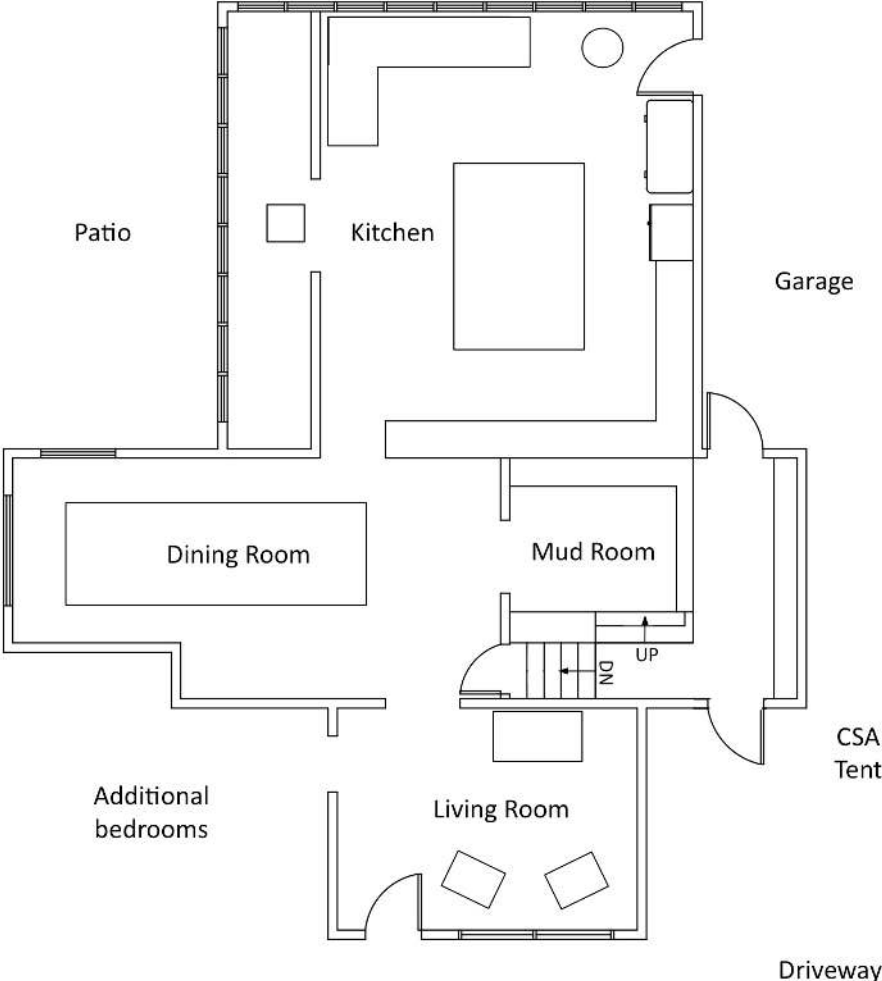 Patio
Kitchen
Garage
Dining Room
Mud Room
UP
DN
CSA
Tent
Additional
bedrooms
Living Room
Driveway